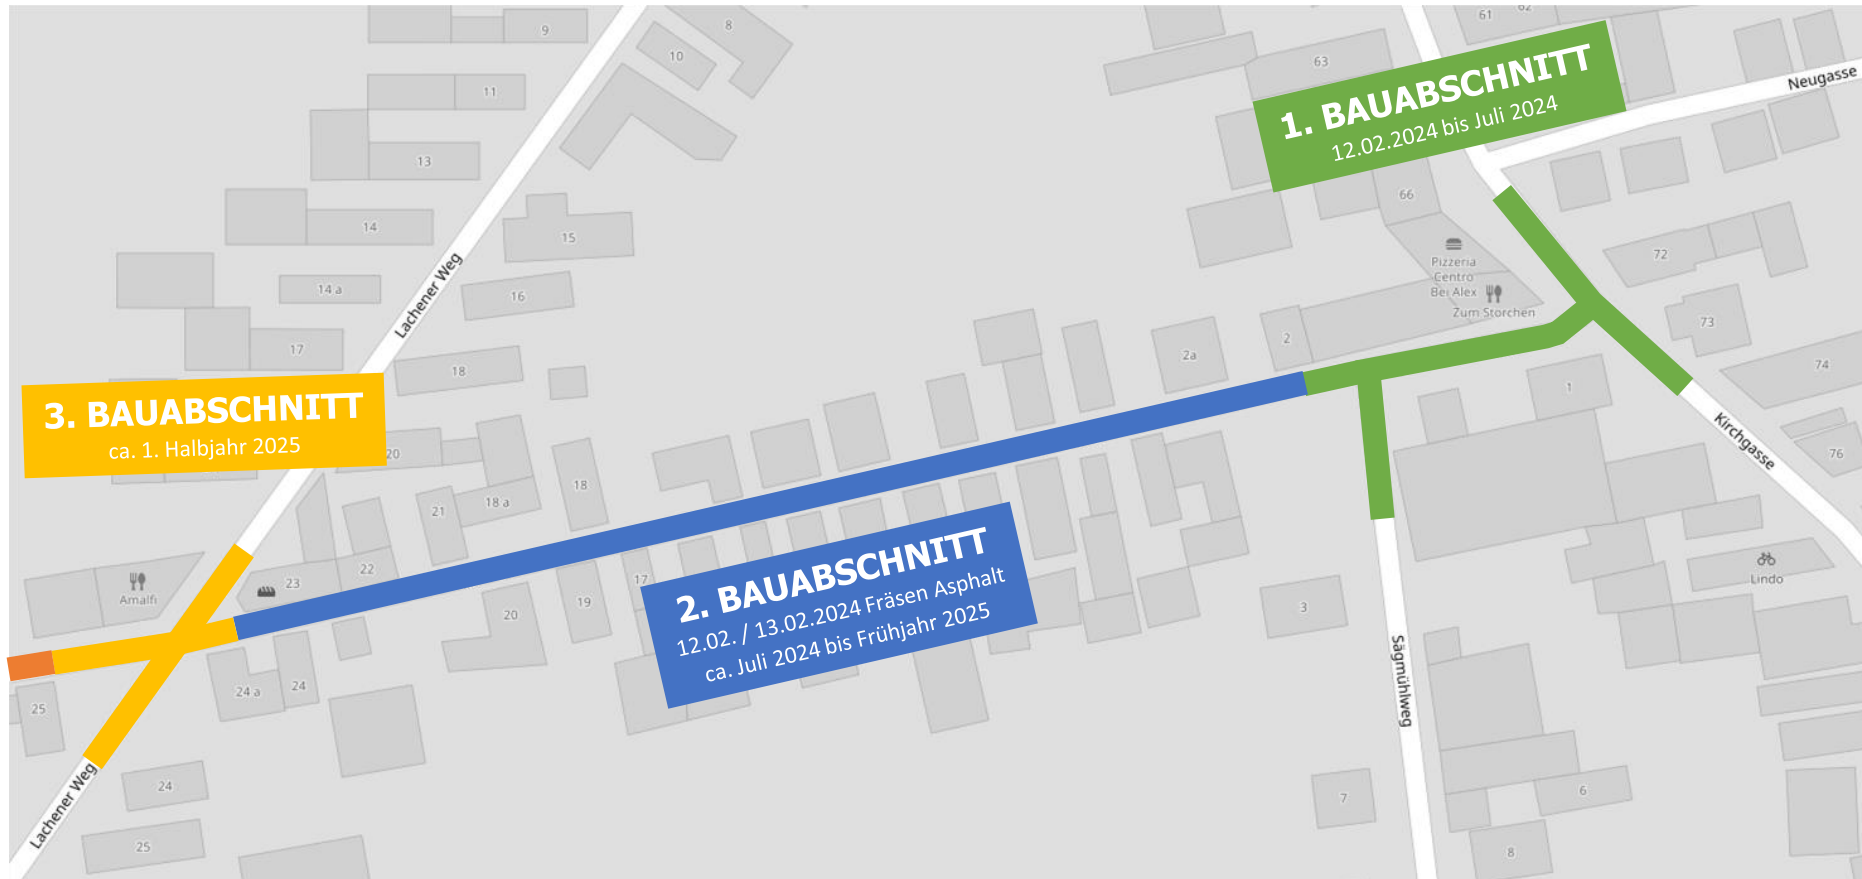 9
8
10
61
62
63
11
1. BAUABSCHNITT
12.02.2024 bis Juli 2024
Neugasse
13
66
14
15
72
Pizzeria
Centro
Bei Alex
Zum Storchen
14 a
16
Lachener Weg
73
17
2
2a
18
74
1
3. BAUABSCHNITT
ca. 1. Halbjahr 2025
20
Kirchgasse
76
18
18 a
21
22
23
Amalfi
17
19
20
2. BAUABSCHNITT
12.02. / 13.02.2024 Fräsen Asphalt
ca. Juli 2024 bis Frühjahr 2025
Lindo
3
Sägmühlweg
24 a
24
25
24
Lachener Weg
25
7
6
8